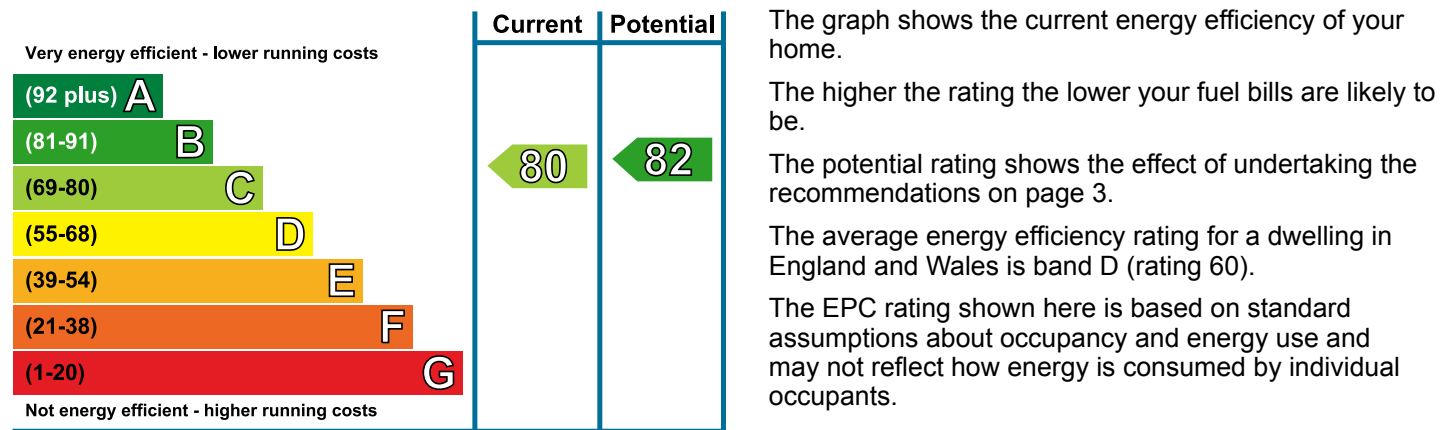 Current Potential
Very energy efficient - lower running costs
(92 plus) A
(81-91) B
(69-80) C
(55-68) D
(39-54) E
(21-38) F
(1-20) G
80 82
Not energy efficient - higher running costs
The graph shows the current energy efficiency of your
home.
The higher the rating the lower your fuel bills are likely to
be.
The potential rating shows the effect of undertaking the
recommendations on page 3.
The average energy efficiency rating for a dwelling in
England and Wales is band D (rating 60).
The EPC rating shown here is based on standard
assumptions about occupancy and energy use and
may not reflect how energy is consumed by individual
occupants.